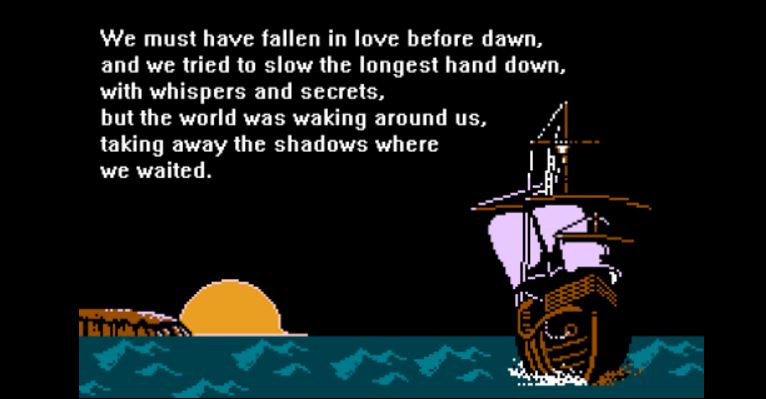 We must have fallen in love before dawn,
and we tried to slow the longest hand down,
with whispers and secrets,
but the world was waking around us,
taking away the shadows where
we waited.